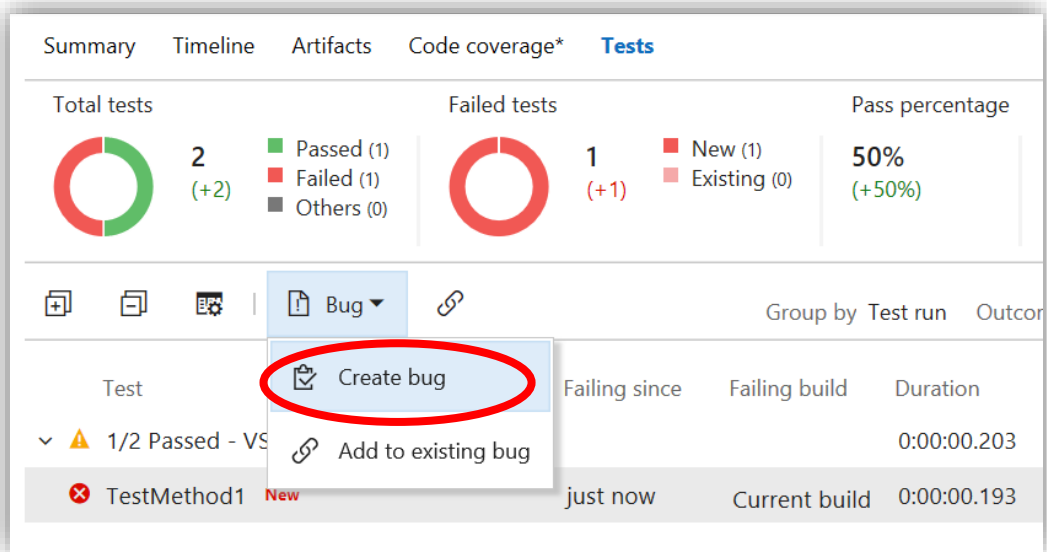 Summary Timeline Artifacts Code coverage* Tests
Total tests Failed tests Pass percentage
2 Passed (1) 1 New (1) 50%
(+2) Failed (1) (+1) Existing (0) (+50%)
Others (0)
Bug Group by Test run Outcor
Create bug
Test Failing since Failing build Duration
1/2 Passed - VS 0:00:00.203
Add to existing bug
TestMethod1 New just now Current build 0:00:00.193